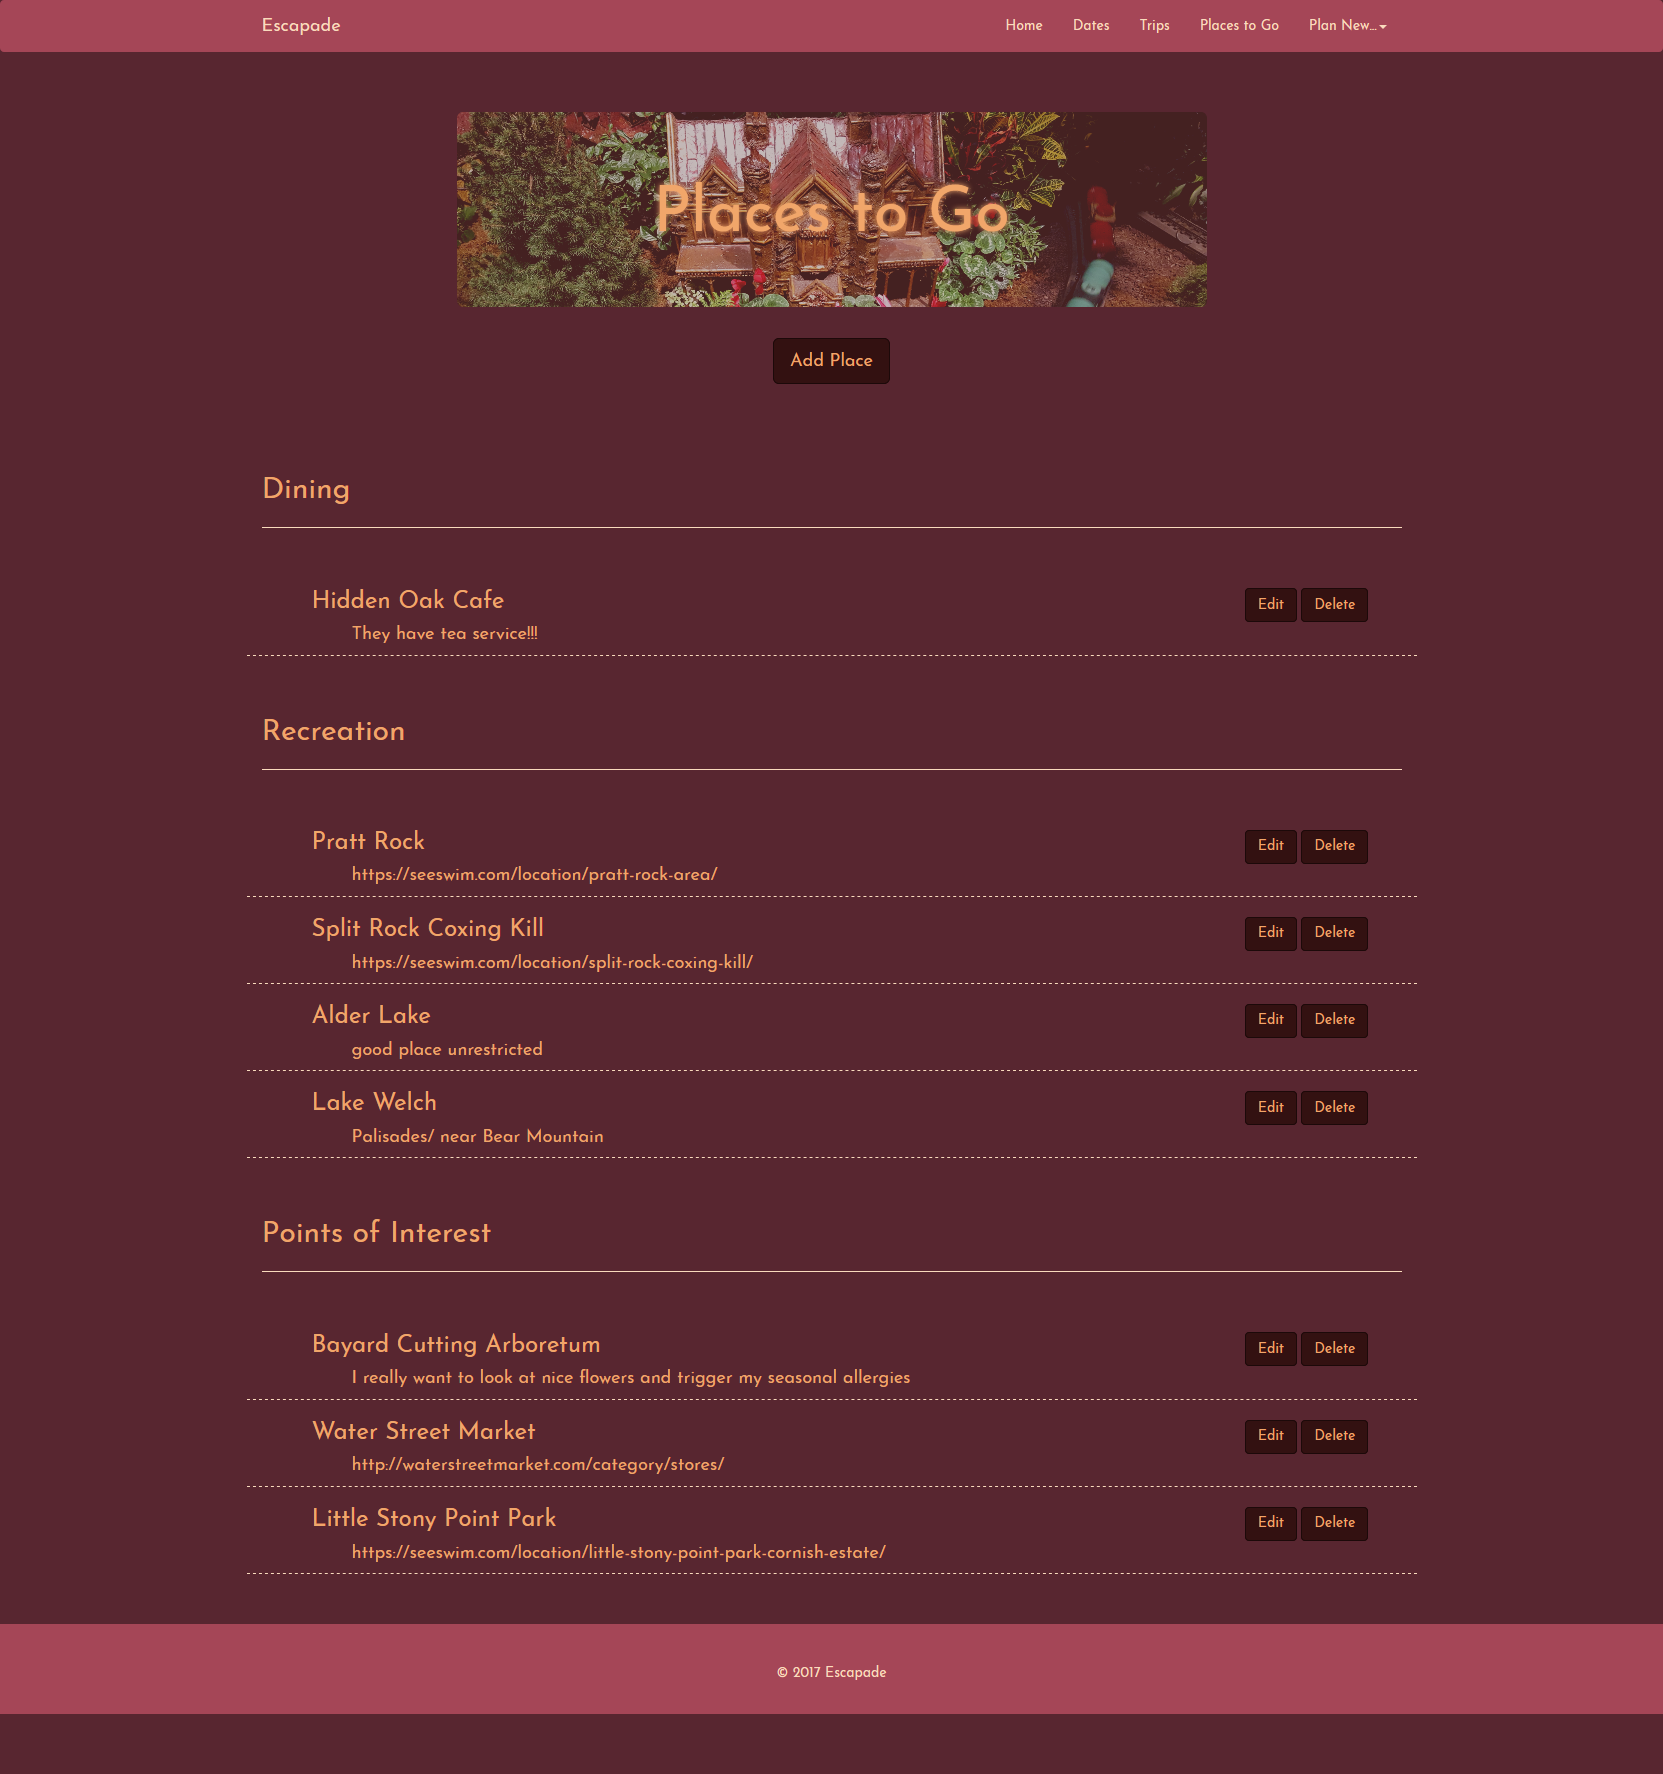 Escapade
Home Dates Trips Places to Go Plan New...
Places to Go
Add Place
Dining
Hidden Oak Cafe
Edit Delete
They have tea service!!!
Recreation
Pratt Rock
Edit Delete
https://seeswim.com/location/pratt-rock-area/
Split Rock Coxing Kill
Edit Delete
https://seeswim.com/location/split-rock-coxing-kill/
Alder Lake
Edit Delete
good place unrestricted
Lake Welch
Edit Delete
Palisades/ near Bear Mountain
Points of Interest
Bayard Cutting Arboretum
Edit Delete
I really want to look at nice flowers and trigger my seasonal allergies
Water Street Market
Edit Delete
http://waterstreetmarket.com/category/stores/
Little Stony Point Park
Edit Delete
https://seeswim.com/location/little-stony-point-park-cornish-estate/
© 2017 Escapade